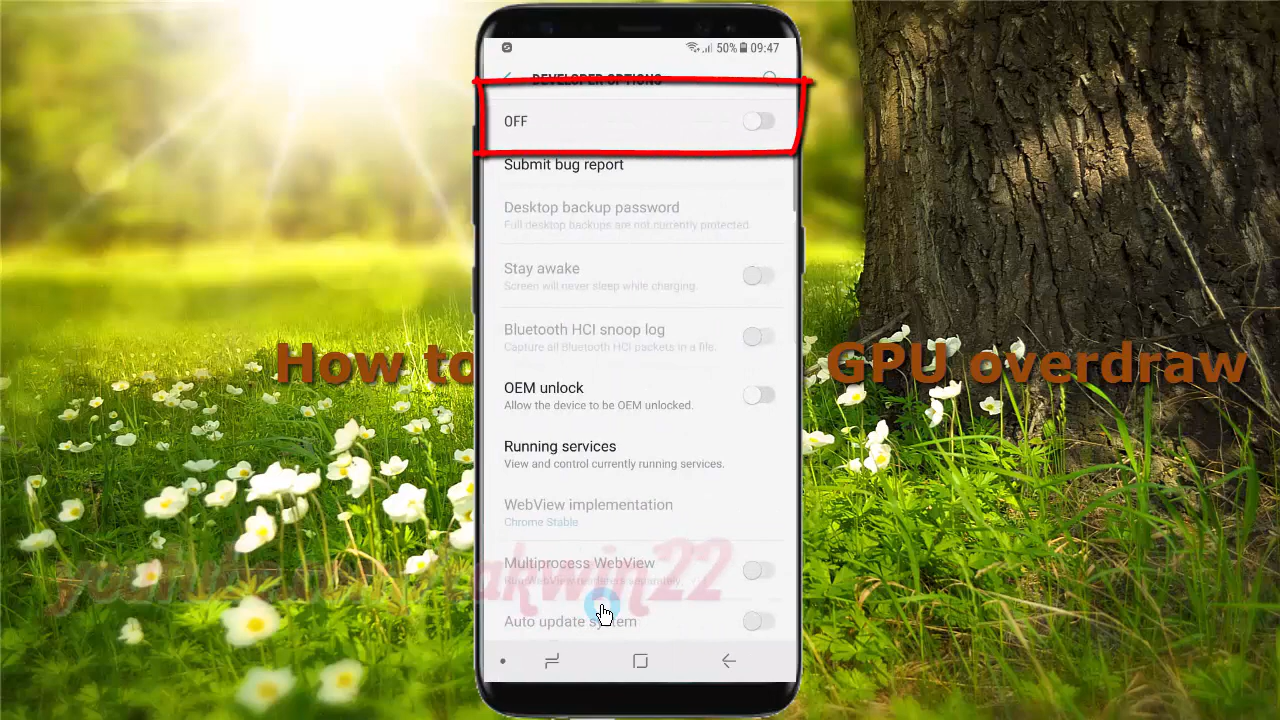 50% 09:47
DEVELOPER OPTIONS
OFF
Submit bug report
Desktop backup password
Full desktop backups are not currently protected.
Stay awake
Screen will never sleep while charging.
Bluetooth HCI snoop log
Capture all Bluetooth HCI packets in a file.
How to
GPU overdraw
OEM unlock
Allow the device to be OEM unlocked.
Running services
View and control currently running services.
WebView implementation
Chrome Stable
Multiprocess WebView
Auto update system